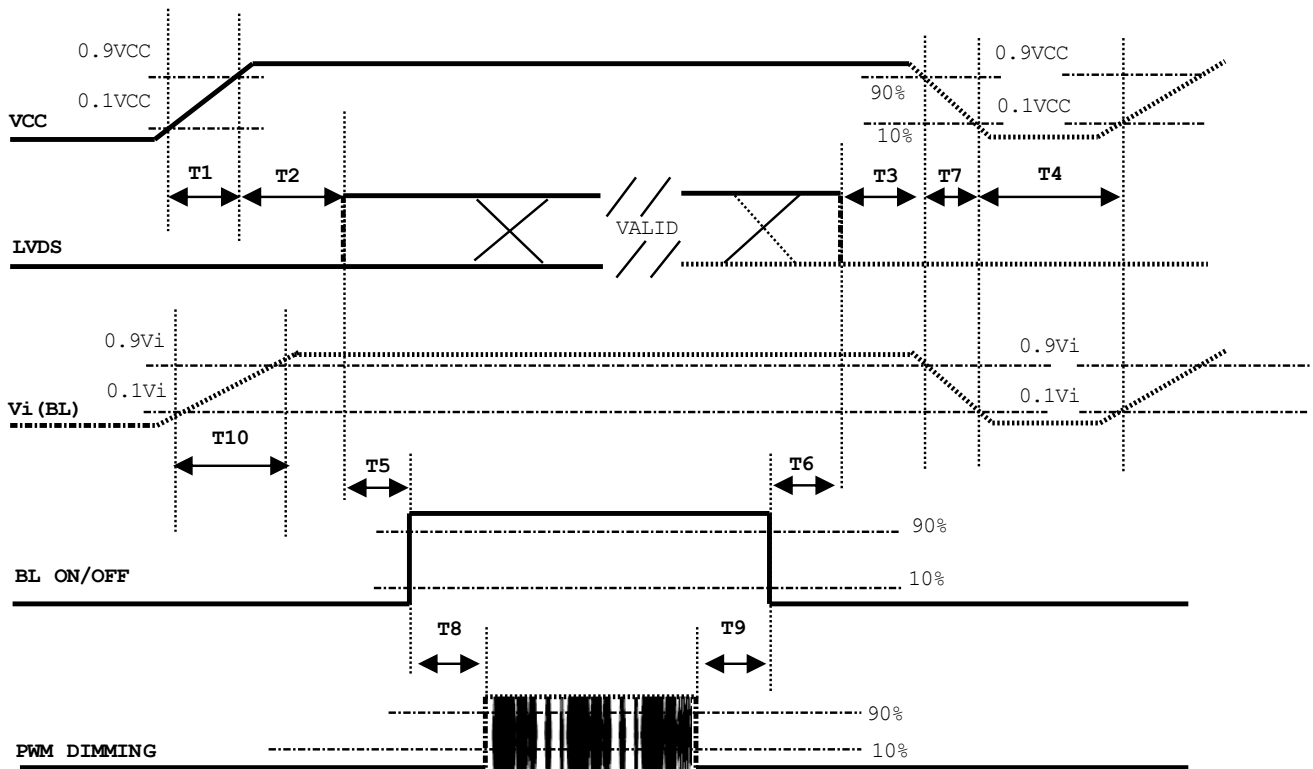 0.9VCC
0.9VCC
90%
0.1VCC
0.1VCC
VCC
10%
T1
T2
T3
T7
T4
VALID
LVDS
0.9Vi
0.9Vi
0.1Vi
0.1Vi
Vi(BL)
T10
T5
T6
90%
BL ON/OFF
10%
T8
T9
90%
PWM DIMMING
10%